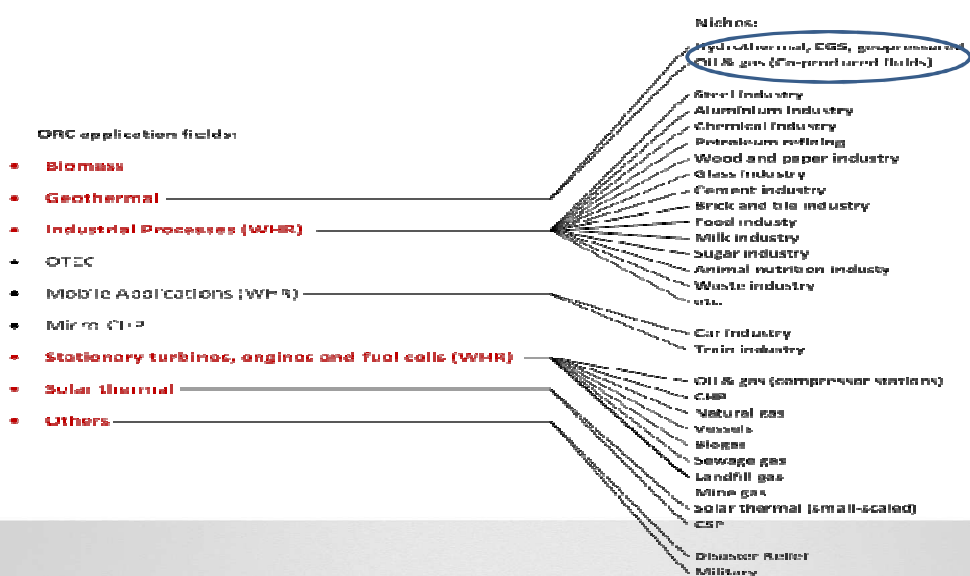 Niches:
Hydrothermal, EGS, geopressured
Oil & gas (Co-produced fluids)
Steel industry
Aluminium industry
Chemical industry
Petroleum refining
Wood and paper industry
Glass industry
Cement industry
Brick and tile industry
Food industy
Milk industry
Sugar industry
Animal nutrition industy
Waste industry
etc.
Car industry
Train industry
Oil & gas (compressor stations)
CHP
Natural gas
Vessels
Biogas
Sewage gas
Landfill gas
Mine gas
Solar thermal (small-scaled)
CSP
Disaster Relief
Military
ORC application fields:
• Biomass
• Geothermal
• Industrial Processes (WHR)
• OTEC
• Mobile Applications (WHR)
• Micro CHP
• Stationary turbines, engines and fuel cells (WHR)
• Solar thermal
• Others